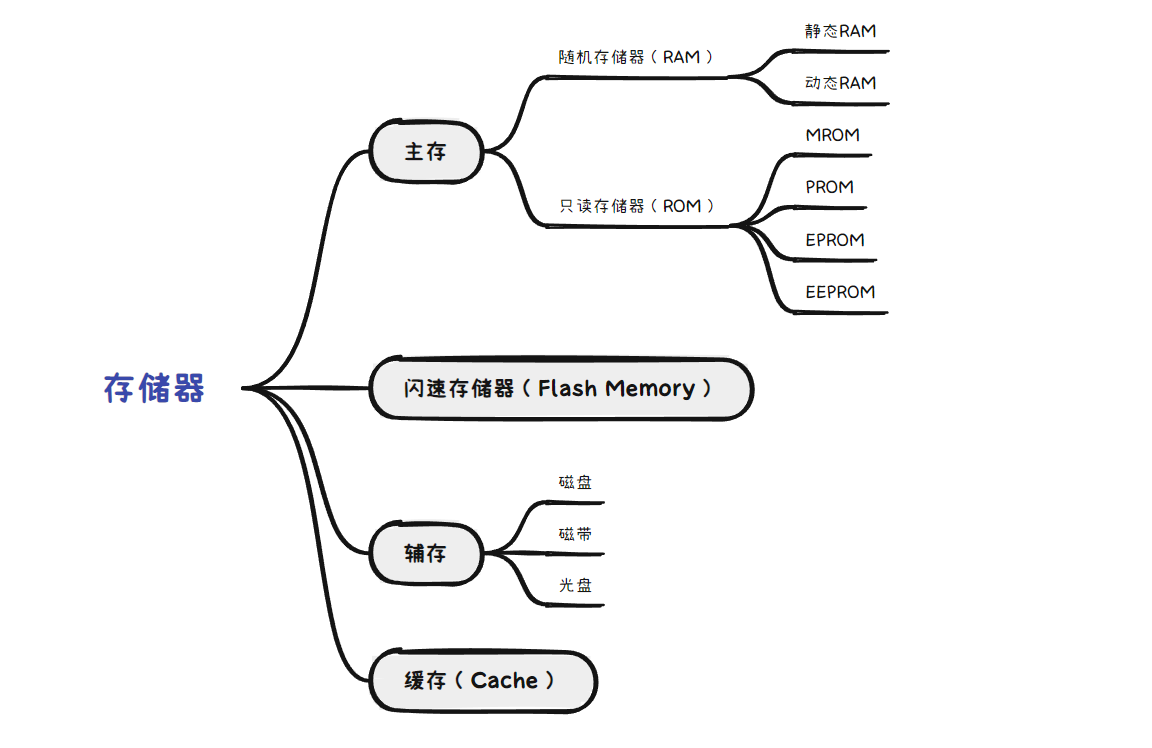 存储器
主存
随机存储器（RAM）
静态RAM
动态RAM
只读存储器（ROM）
MROM
PROM
EPROM
EEPROM
闪速存储器（Flash Memory）
辅存
磁盘
磁带
光盘
缓存（Cache）